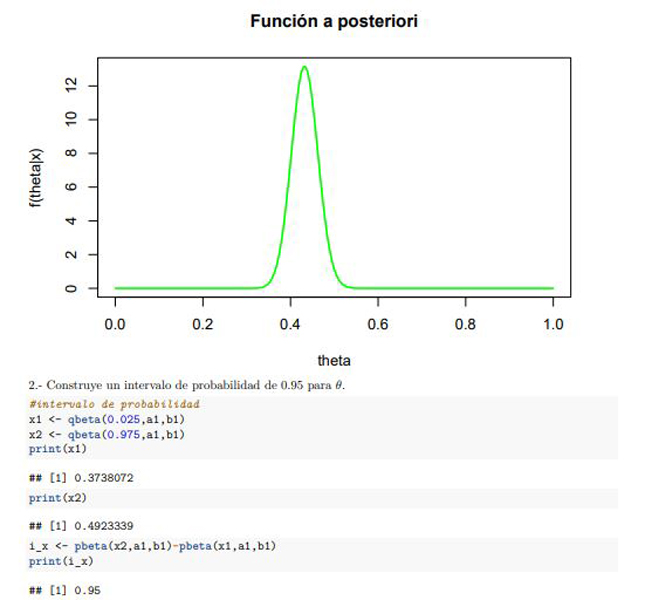 Función a posteriori
f(theta|x)
12
10
8
6
4
2
0
0.0 0.2 0.4 0.6 0.8 1.0
theta
2.- Construye un intervalo de probabilidad de 0.95 para θ.
#intervalo de probabilidad
x1 <- qbeta(0.025,a1,b1)
x2 <- qbeta(0.975,a1,b1)
print(x1)
## [1] 0.3738072
print(x2)
## [1] 0.4923339
i_x <- pbeta(x2,a1,b1)-pbeta(x1,a1,b1)
print(i_x)
## [1] 0.95